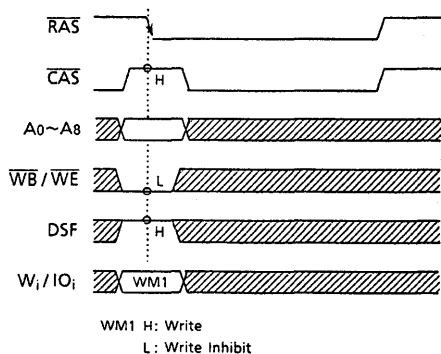 RAS
CAS H
A0~A8
WB / WE L
DSF H
Wi / IOi WM1
WM1 H: Write
L: Write Inhibit